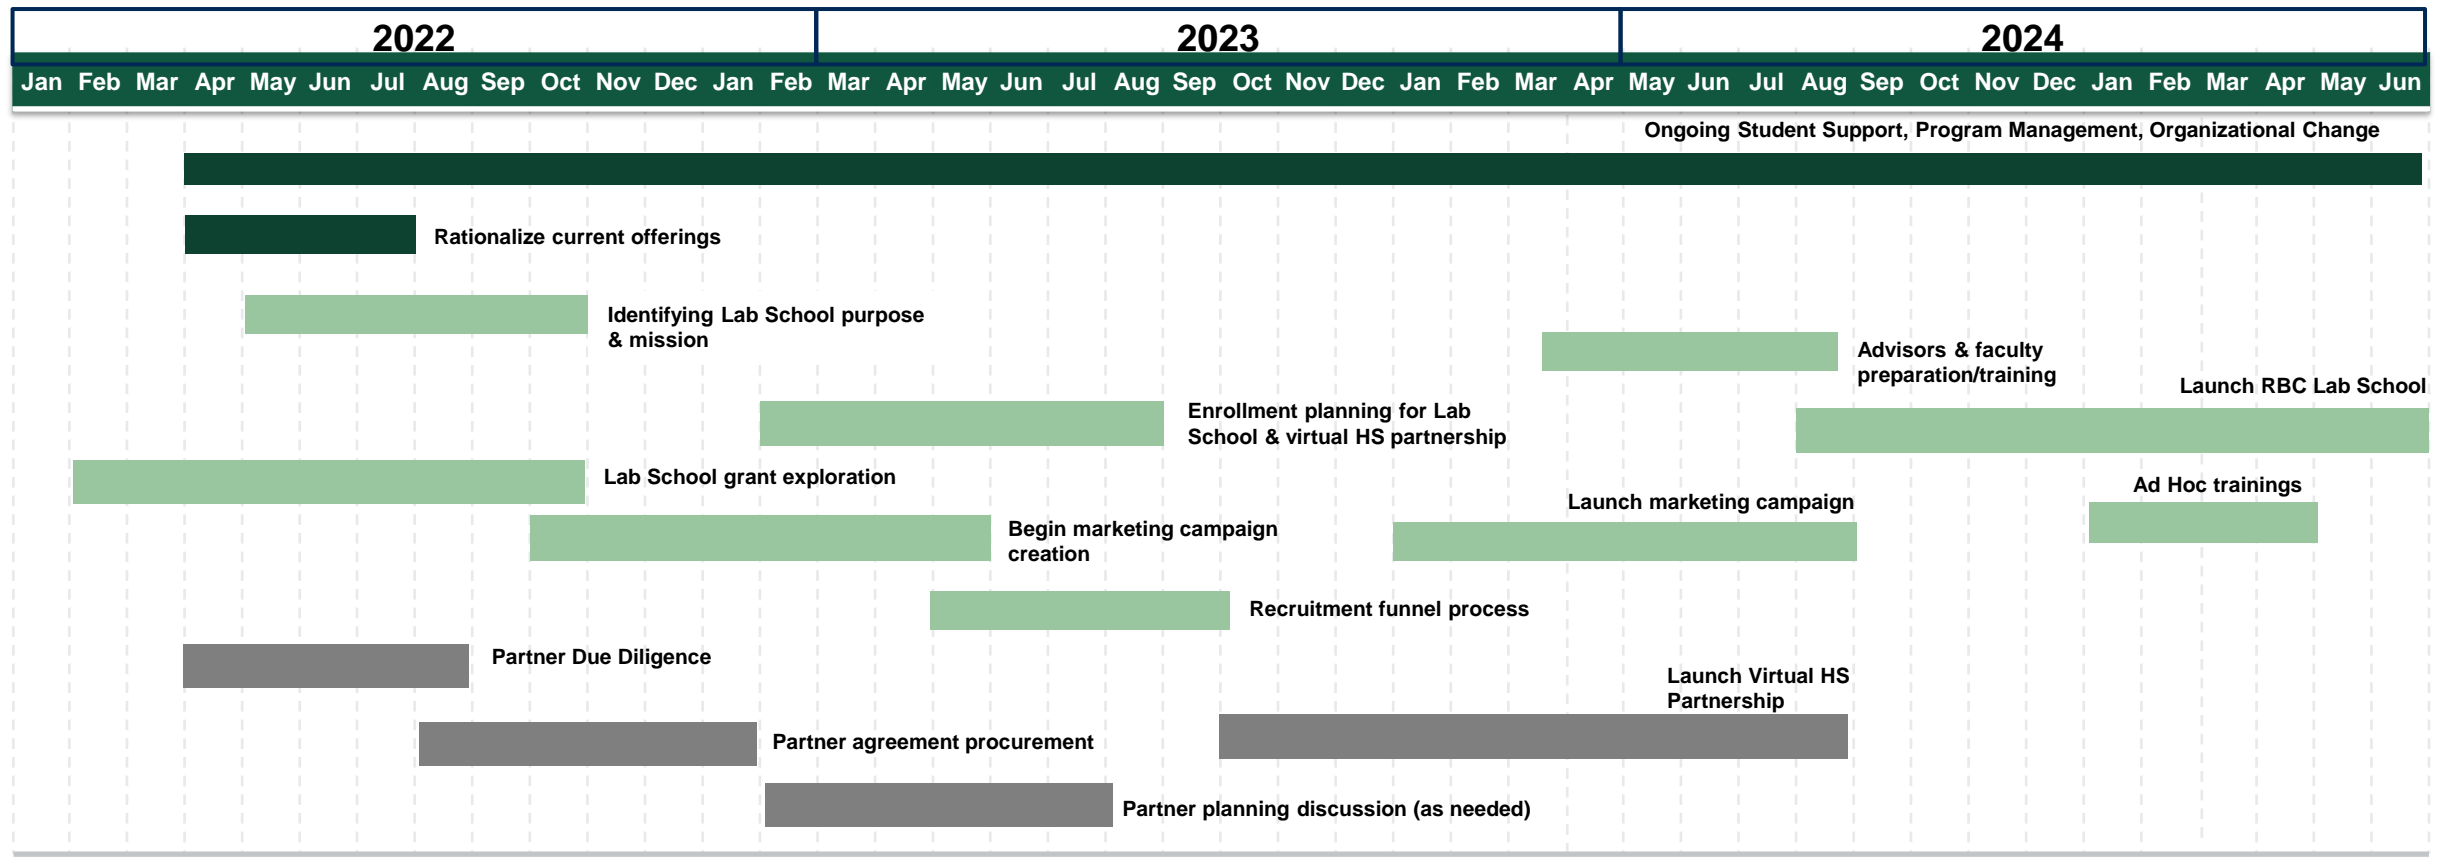 2022 2023 2024
Jan Feb Mar Apr May Jun Jul Aug Sep Oct Nov Dec Jan Feb Mar Apr May Jun Jul Aug Sep Oct Nov Dec Jan Feb Mar Apr May Jun Jul Aug Sep Oct Nov Dec Jan Feb Mar Apr May Jun
Ongoing Student Support, Program Management, Organizational Change
Rationalize current offerings
Identifying Lab School purpose
& mission
Advisors & faculty
preparation/training
Launch RBC Lab School
Enrollment planning for Lab
School & virtual HS partnership
Lab School grant exploration
Ad Hoc trainings
Launch marketing campaign
Begin marketing campaign
creation
Recruitment funnel process
Partner Due Diligence
Launch Virtual HS
Partnership
Partner agreement procurement
Partner planning discussion (as needed)